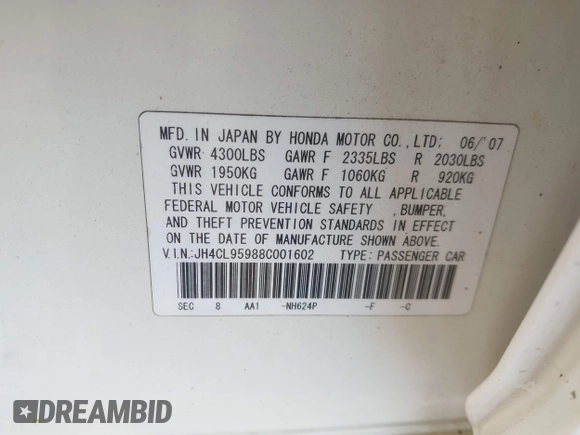 MFD. IN JAPAN BY HONDA MOTOR CO., LTD: 06/'07
GVWR 4300LBS GAWR F 2335LBS R 2030LBS
GVWR 1950KG GAWR F 1060KG R 920KG
THIS VEHICLE CONFORMS TO ALL APPLICABLE
FEDERAL MOTOR VEHICLE SAFETY , BUMPER,
AND THEFT PREVENTION STANDARDS IN EFFECT
ON THE DATE OF MANUFACTURE SHOWN ABOVE.
V.I.N.:JH4CL95988C001602 TYPE: PASSENGER CAR
SEC 8 AA1 -NH624P -F -C
DREAMBID